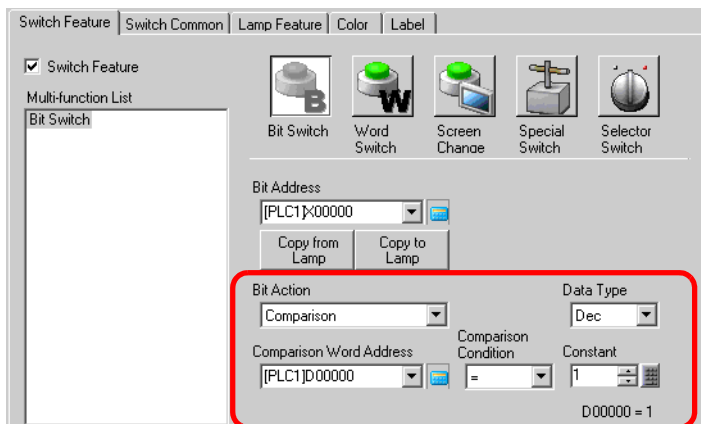 Switch Feature Switch Common Lamp Feature Color Label
Switch Feature
Multi-function List
Bit Switch
B
W
Bit Switch
Word Switch
Screen Change
Special Switch
Selector Switch
Bit Address
[PLC1]X00000
Copy from Lamp
Copy to Lamp
Bit Action
Data Type
Comparison
Dec
Comparison Word Address
Comparison Condition
Constant
[PLC1]D00000
=
1
D00000 = 1